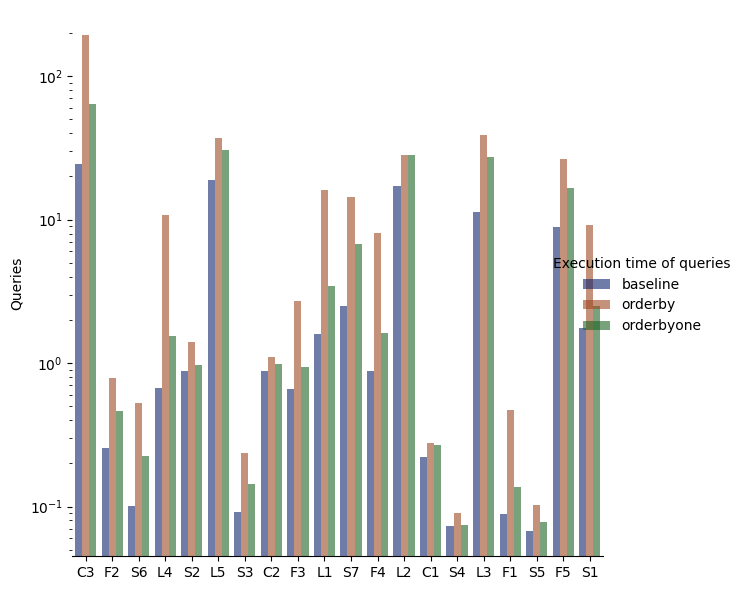 10²
10¹
10⁰
10⁻¹
Queries
C3 F2 S6 L4 S2 L5 S3 C2 F3 L1 S7 F4 L2 C1 S4 L3 F1 S5 F5 S1
Execution time of queries
baseline
orderby
orderbyone